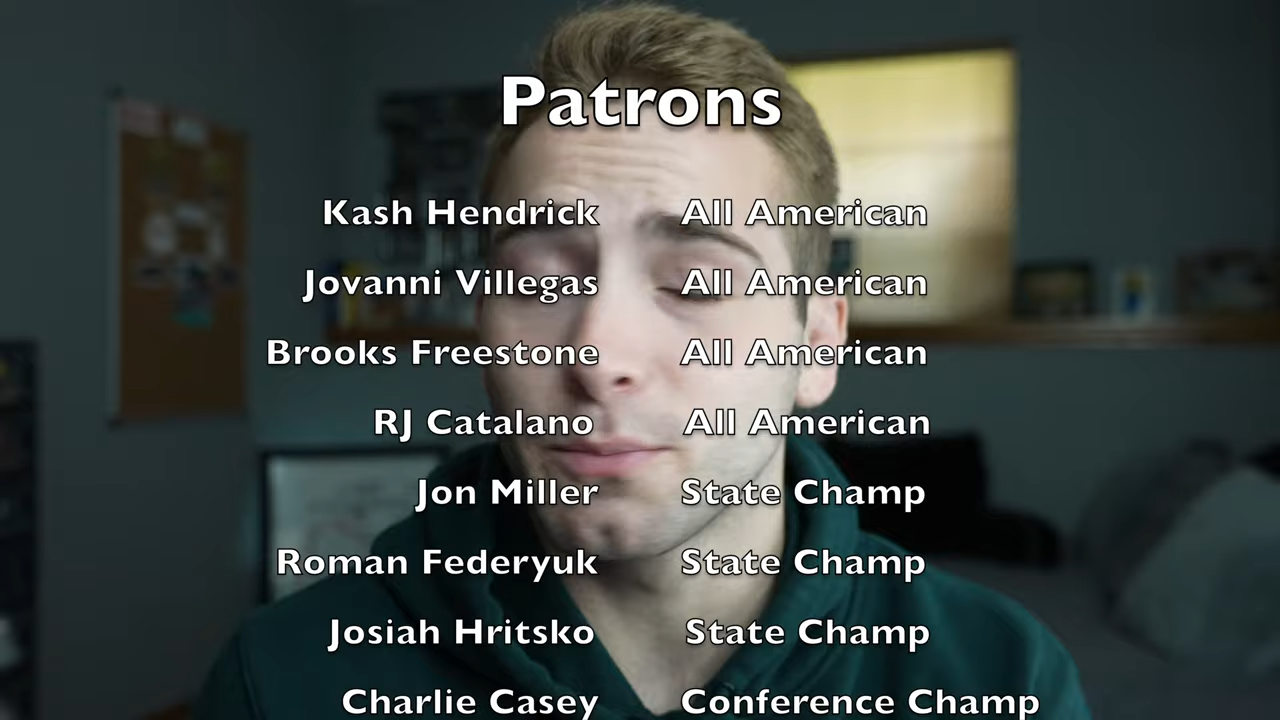 Patrons
Kash Hendrick All American
Jovanni Villegas All American
Brooks Freestone All American
RJ Catalano All American
Jon Miller State Champ
Roman Federyuk State Champ
Josiah Hritsko State Champ
Charlie Casey Conference Champ